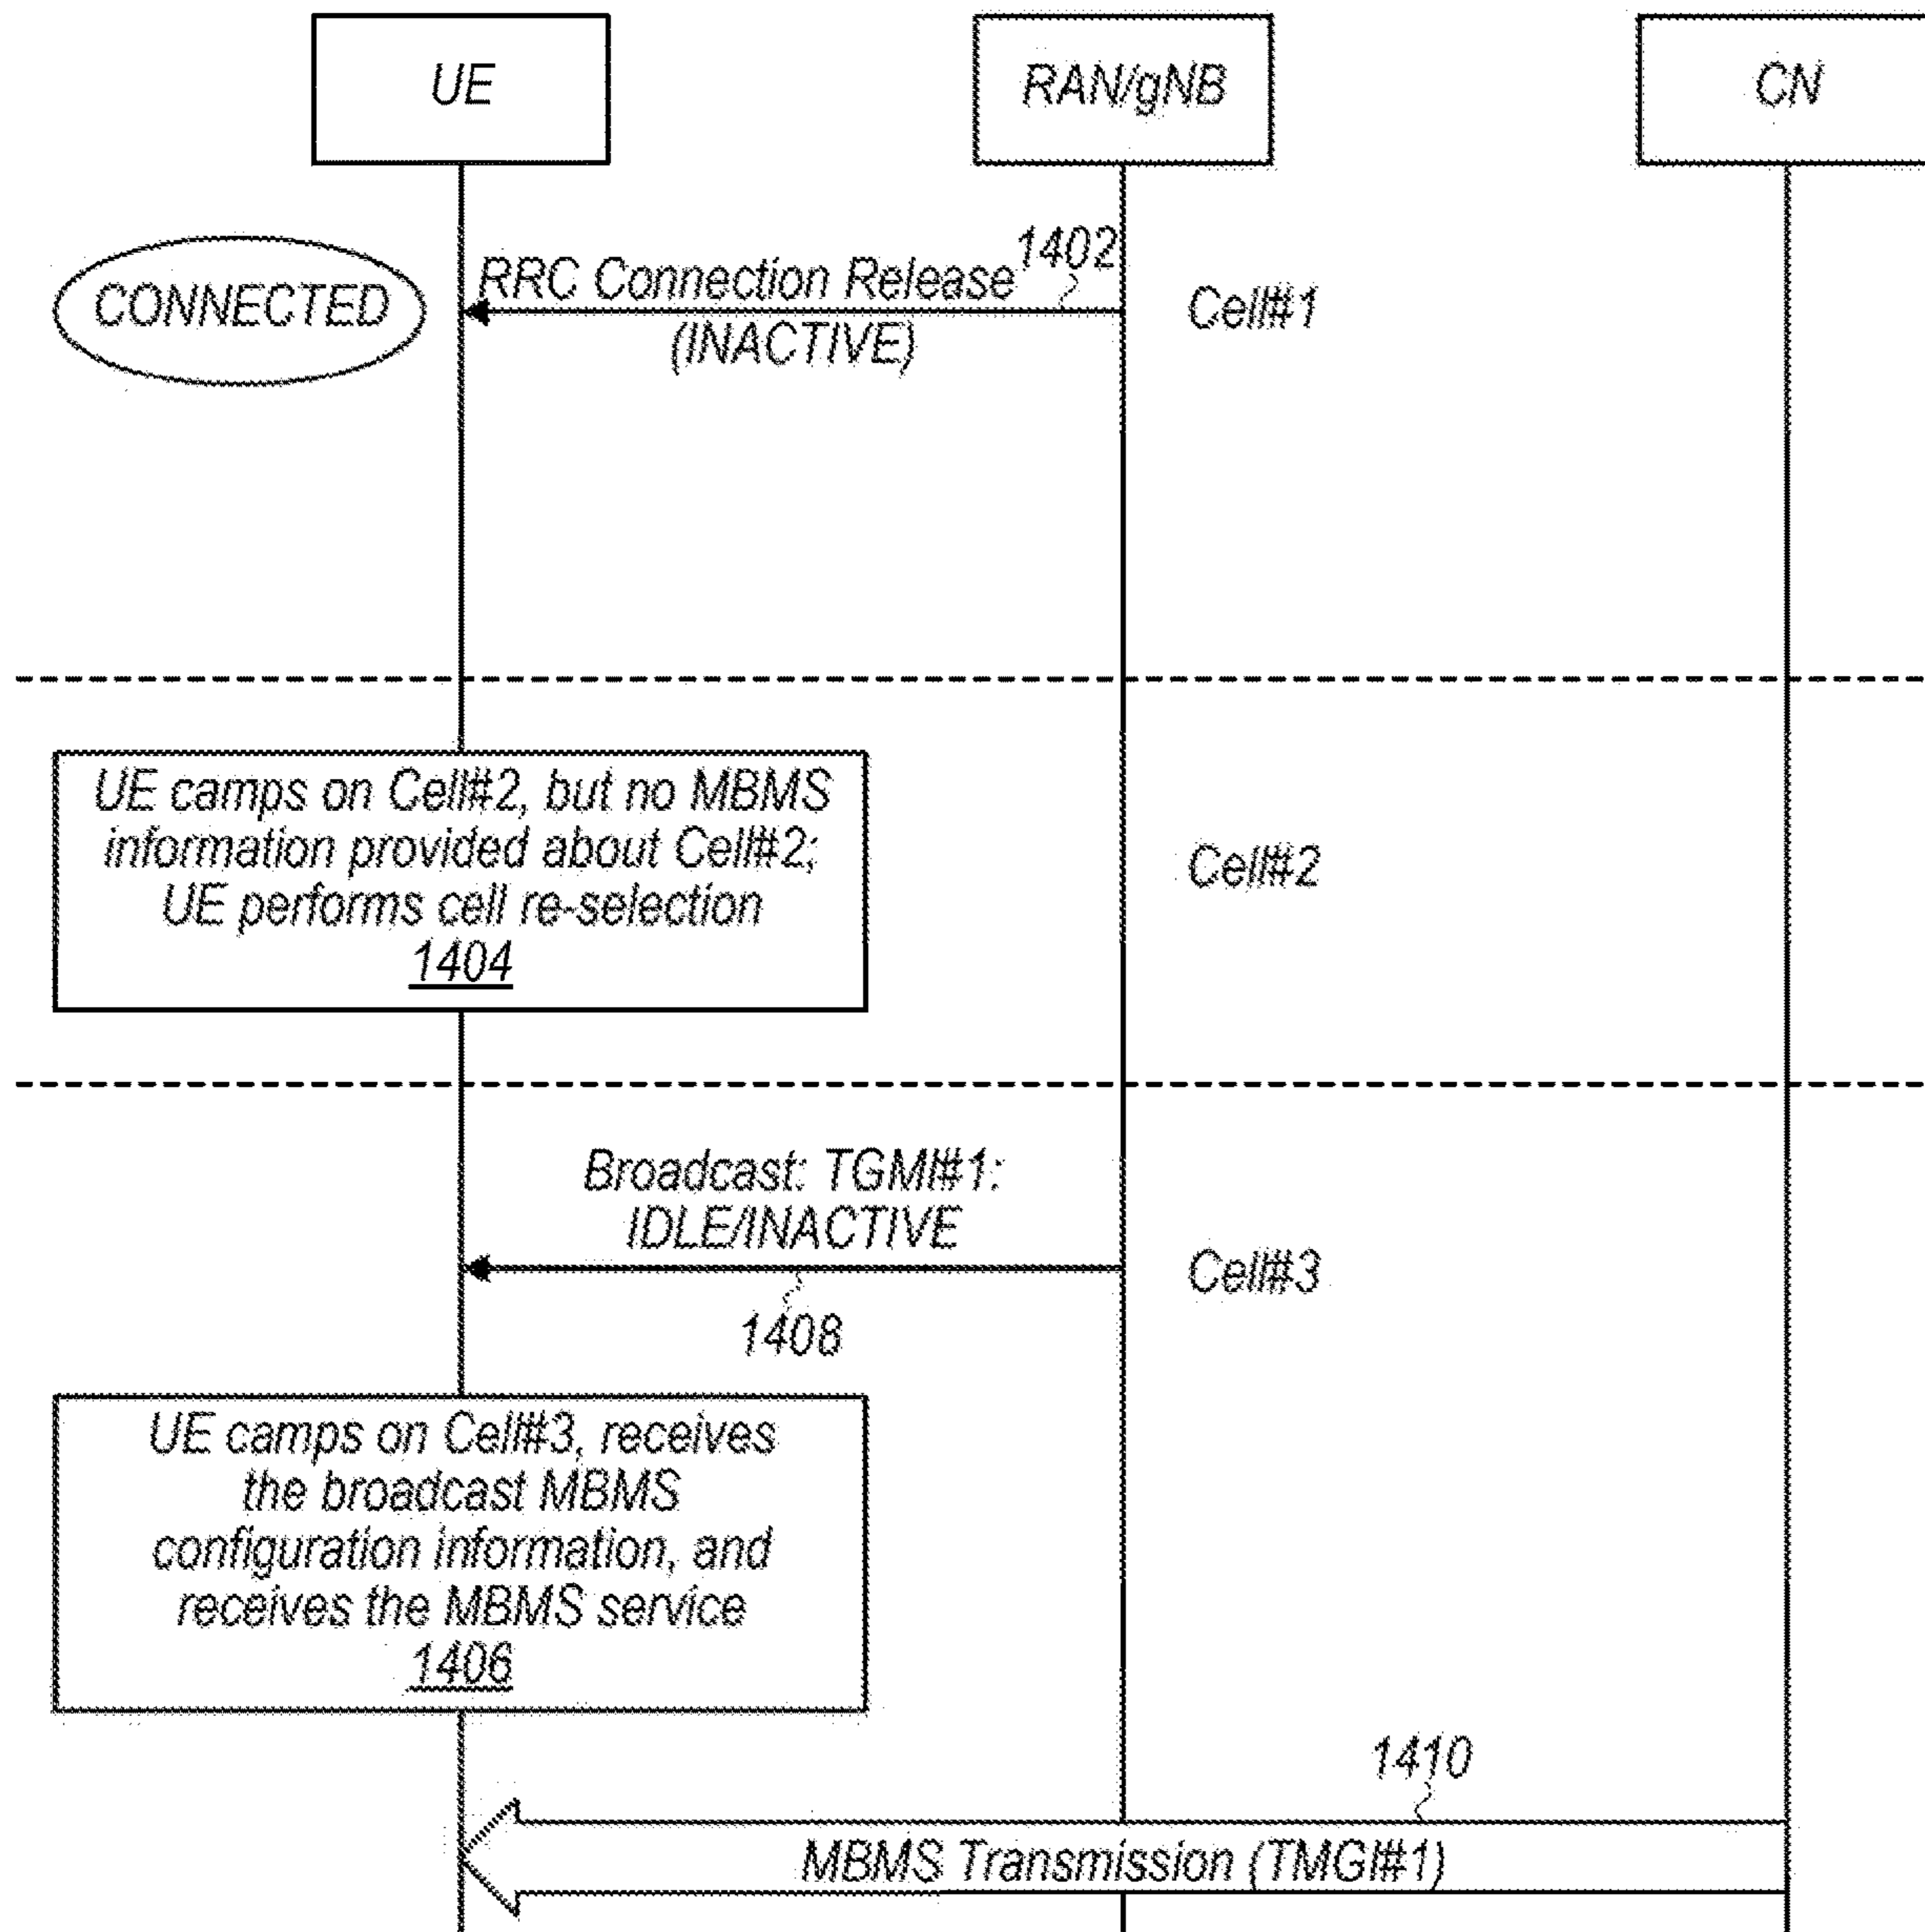 UE
RAN/gNB
CN
CONNECTED
RRC Connection Release
(INACTIVE)
1402
Cell#1
UE camps on Cell#2, but no MBMS
information provided about Cell#2;
UE performs cell re-selection
1404
Cell#2
Broadcast: TGMI#1:
IDLE/INACTIVE
1408
Cell#3
UE camps on Cell#3, receives
the broadcast MBMS
configuration information, and
receives the MBMS service
1406
1410
MBMS Transmission (TMGI#1)